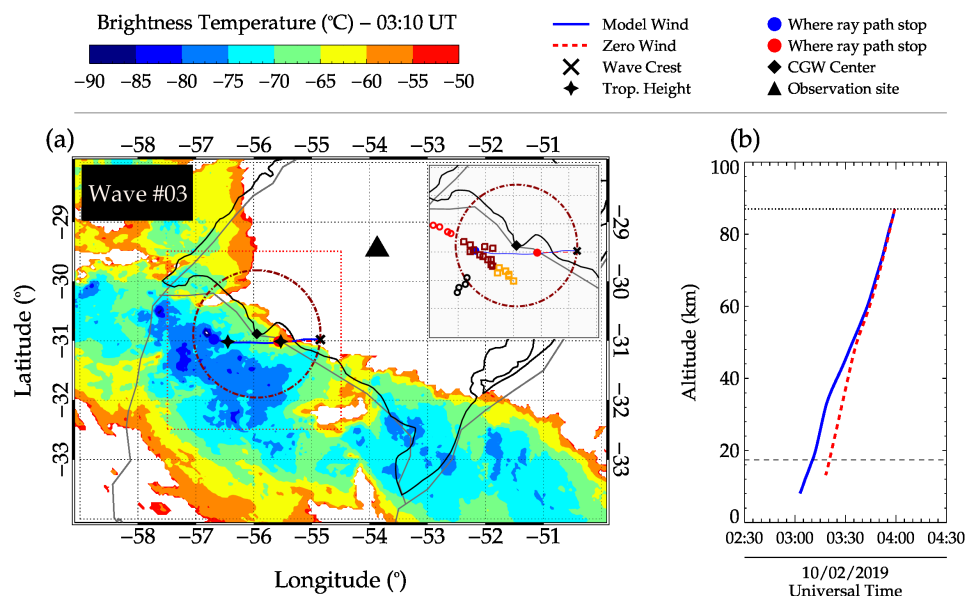 Brightness Temperature (°C) – 03:10 UT
−90 −85 −80 −75 −70 −65 −60 −55 −50
Model Wind
Zero Wind
Wave Crest
Trop. Height
Where ray path stop
Where ray path stop
CGW Center
Observation site
(a)
−58 −57 −56 −55 −54 −53 −52 −51
Wave #03
Latitude (°)
−29
−30
−31
−32
−33
−29
−30
−31
−32
−33
−58 −57 −56 −55 −54 −53 −52 −51
Longitude (°)
(b)
Altitude (km)
100
80
60
40
20
0
02:30 03:00 03:30 04:00 04:30
10/02/2019
Universal Time